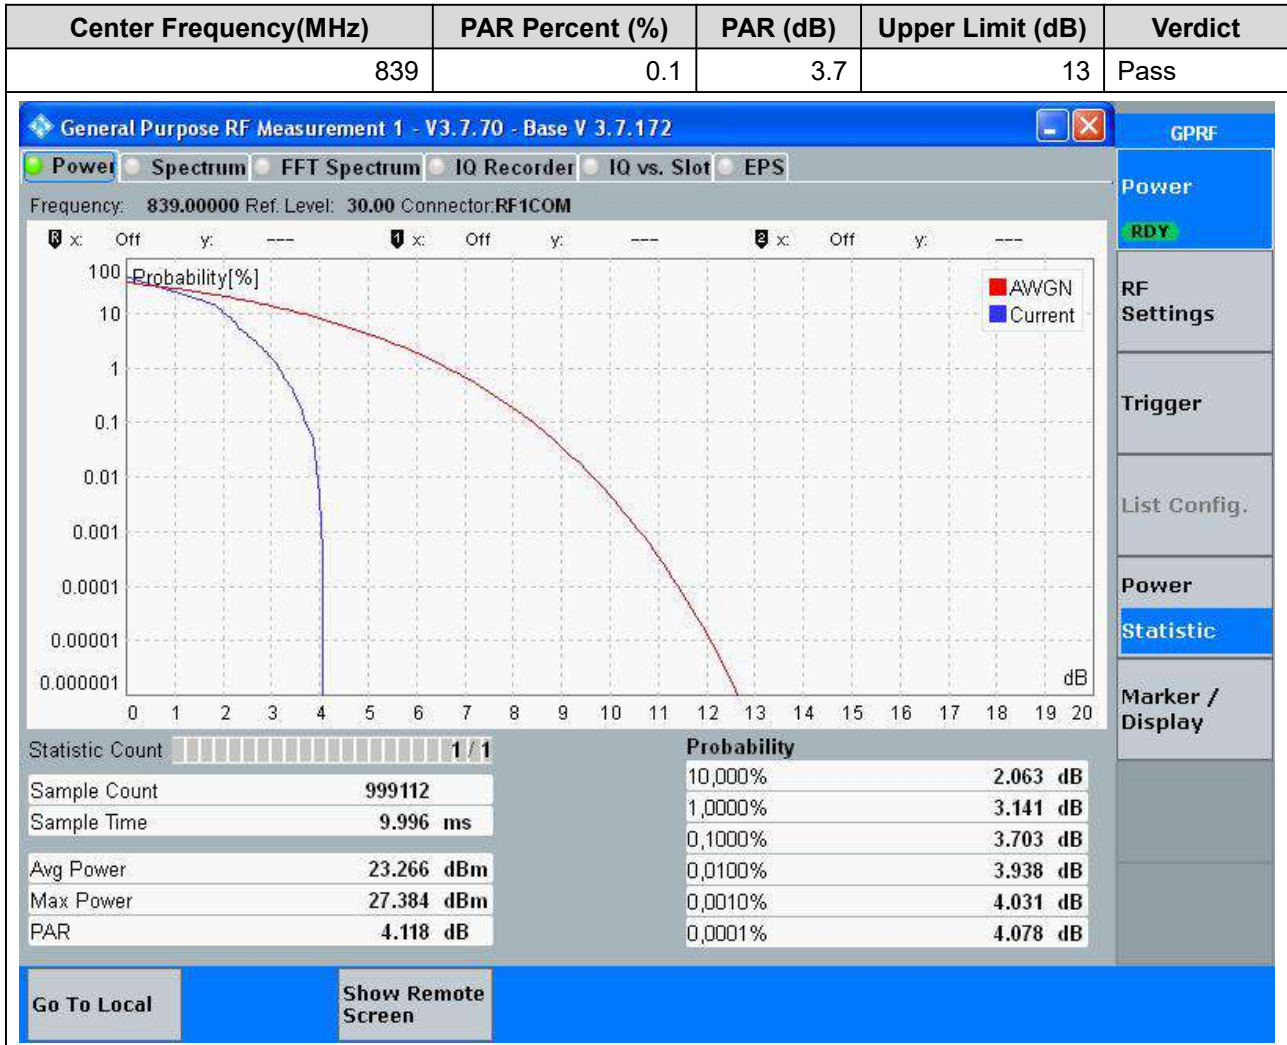 Center Frequency(MHz) PAR Percent (%) PAR (dB) Upper Limit (dB) Verdict
839 0.1 3.7 13 Pass
General Purpose RF Measurement 1 - V3.7.70 - Base V 3.7.172
GPRF
Power Spectrum FFT Spectrum IQ Recorder IQ vs. Slot EPS
Frequency: 839.00000 Ref. Level: 30.00 Connector:RF1COM
R x: Off y: --- 1 x: Off y: --- 2 x: Off y: ---
Probability[%]
AWGN
Current
100
10
1
0.1
0.01
0.001
0.0001
0.00001
0.000001
dB
0 1 2 3 4 5 6 7 8 9 10 11 12 13 14 15 16 17 18 19 20
Statistic Count 1 / 1
Sample Count 999112
Sample Time 9.996 ms
Avg Power 23.266 dBm
Max Power 27.384 dBm
PAR 4.118 dB
Probability
10,000% 2.063 dB
1,0000% 3.141 dB
0,1000% 3.703 dB
0,0100% 3.938 dB
0,0010% 4.031 dB
0,0001% 4.078 dB
Power
RDY
RF
Settings
Trigger
List Config.
Power
Statistic
Marker /
Display
Go To Local
Show Remote
Screen